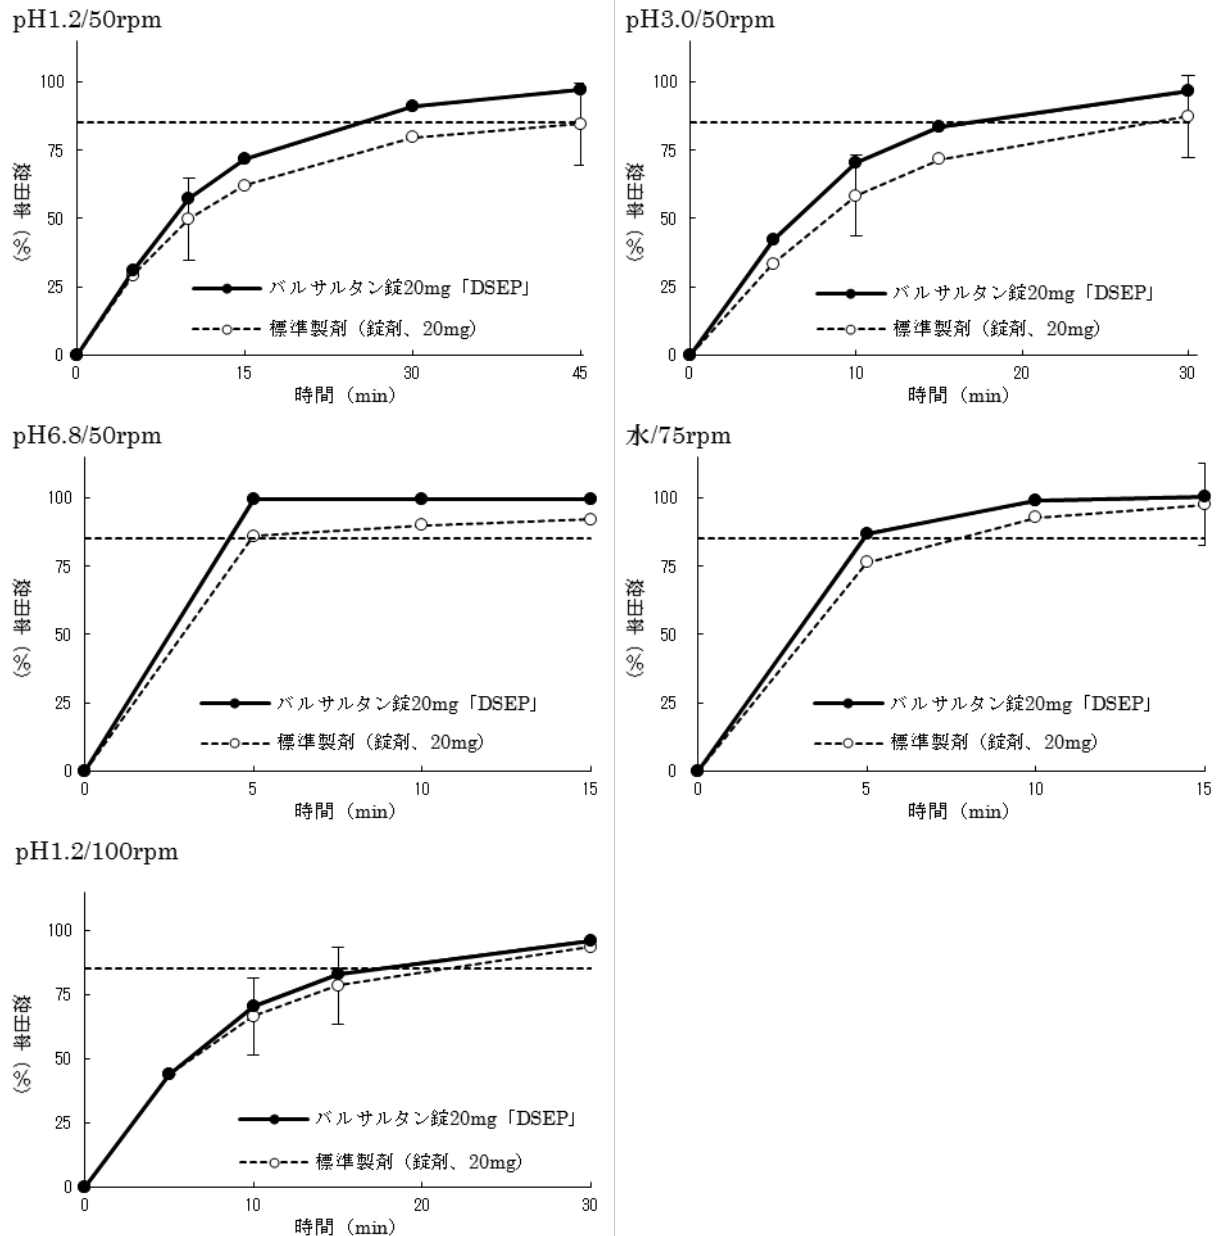 pH1.2/50rpm
100
75
50
25
0
溶出率(%)
バルサルタン錠20mg「DSEP」
標準製剤（錠剤、20mg）
0 15 30 45
時間（min）
pH3.0/50rpm
100
75
50
25
0
溶出率(%)
バルサルタン錠20mg「DSEP」
標準製剤（錠剤、20mg）
0 10 20 30
時間（min）
pH6.8/50rpm
100
75
50
25
0
溶出率(%)
バルサルタン錠20mg「DSEP」
標準製剤（錠剤、20mg）
0 5 10 15
時間（min）
水/75rpm
100
75
50
25
0
溶出率(%)
バルサルタン錠20mg「DSEP」
標準製剤（錠剤、20mg）
0 5 10 15
時間（min）
pH1.2/100rpm
100
75
50
25
0
溶出率(%)
バルサルタン錠20mg「DSEP」
標準製剤（錠剤、20mg）
0 10 20 30
時間（min）